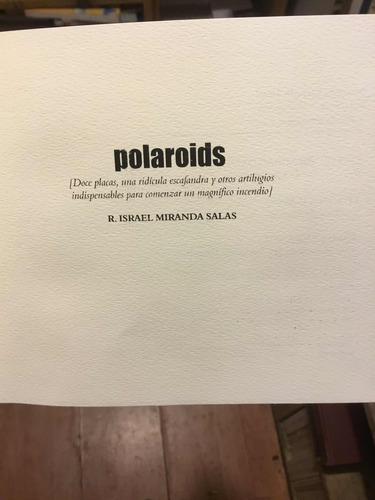 polaroids
[Doce placas, una ridícula escafandra y otros artilugios
indispensables para comenzar un magnífico incendio]
R. ISRAEL MIRANDA SALAS